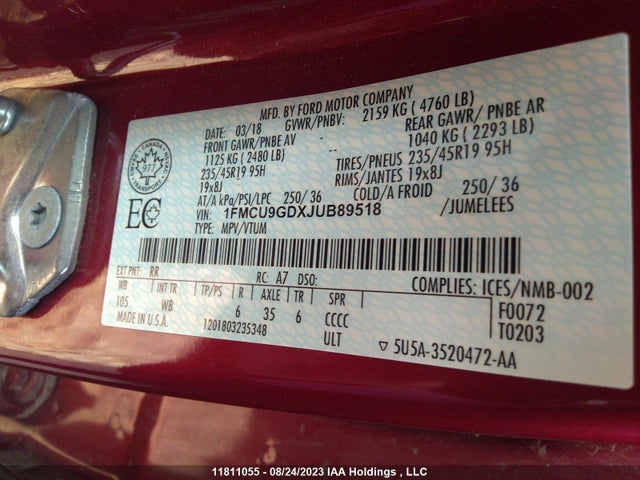 MFD. BY FORD MOTOR COMPANY
DATE: 03/18 GVWR/PNBV: 2159 KG ( 4760 LB)
FRONT GAWR/PNBE AV - REAR GAWR/ PNBE AR
1125 KG ( 2480 LB) - 1040 KG ( 2293 LB)
235/45R19 95H TIRES/PNEUS 235/45R19 95H
19x8J RIMS/JANTES 19x8J
AT/A kPa/PSI/LPC 250/ 36 COLD/A FROID 250/ 36
VIN: 1FMCU9GDXJUB89518 /JUMELEES
TYPE: MPV/VTUM
CANADA
977
EC
EXT PNT: RR RC: A7 DSO: COMPLIES: ICES/NMB-002
WB INT TR TP/PS R AXLE TR SPR F0072
105 WB 6 35 6 CCCC T0203
MADE IN U.S.A. 1201803235348 ULT ▽ 5U5A-3520472-AA
11811055 - 08/24/2023 IAA Holdings , LLC